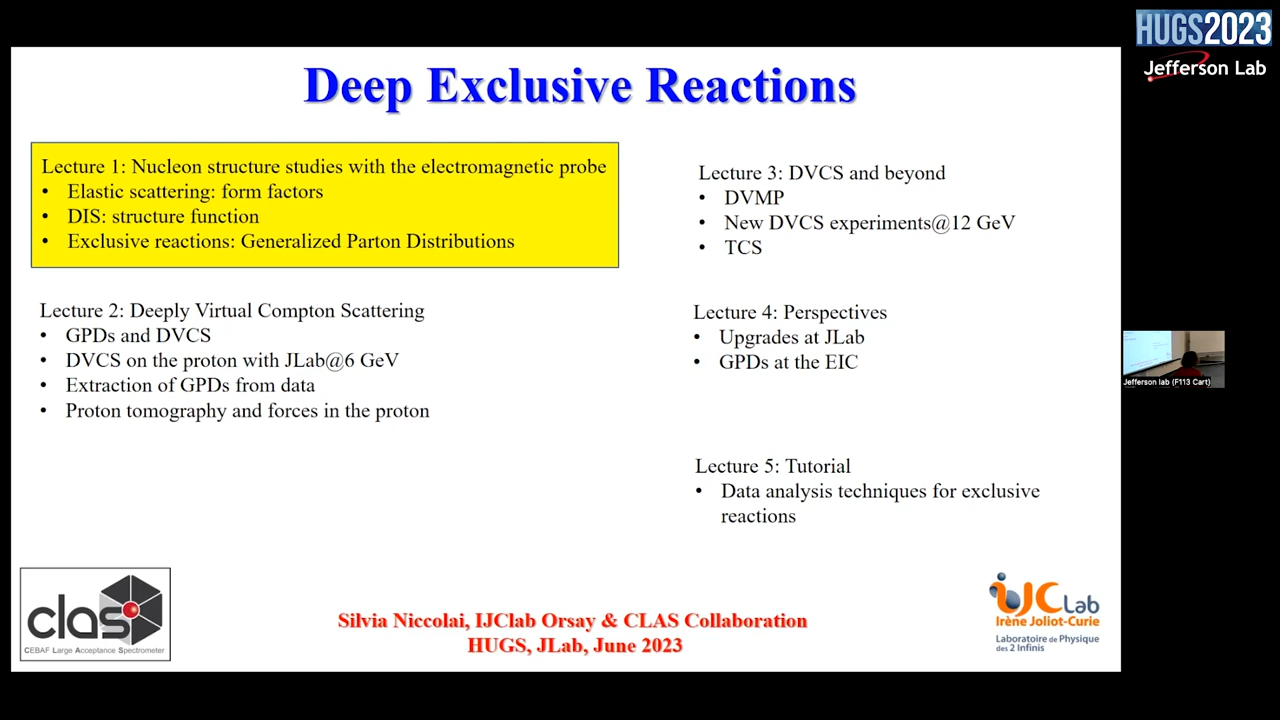 HUGS2023
Jefferson Lab
Deep Exclusive Reactions
Lecture 1: Nucleon structure studies with the electromagnetic probe
• Elastic scattering: form factors
• DIS: structure function
• Exclusive reactions: Generalized Parton Distributions
Lecture 2: Deeply Virtual Compton Scattering
• GPDs and DVCS
• DVCS on the proton with JLab@6 GeV
• Extraction of GPDs from data
• Proton tomography and forces in the proton
Lecture 3: DVCS and beyond
• DVMP
• New DVCS experiments@12 GeV
• TCS
Lecture 4: Perspectives
• Upgrades at JLab
• GPDs at the EIC
Lecture 5: Tutorial
• Data analysis techniques for exclusive
reactions
Jefferson lab (F113 Cart)
clas
CEBAF Large Acceptance Spectrometer
Silvia Niccolai, IJClab Orsay & CLAS Collaboration
HUGS, JLab, June 2023
iJCLab
Irène Joliot-Curie
Laboratoire de Physique
des 2 Infinis